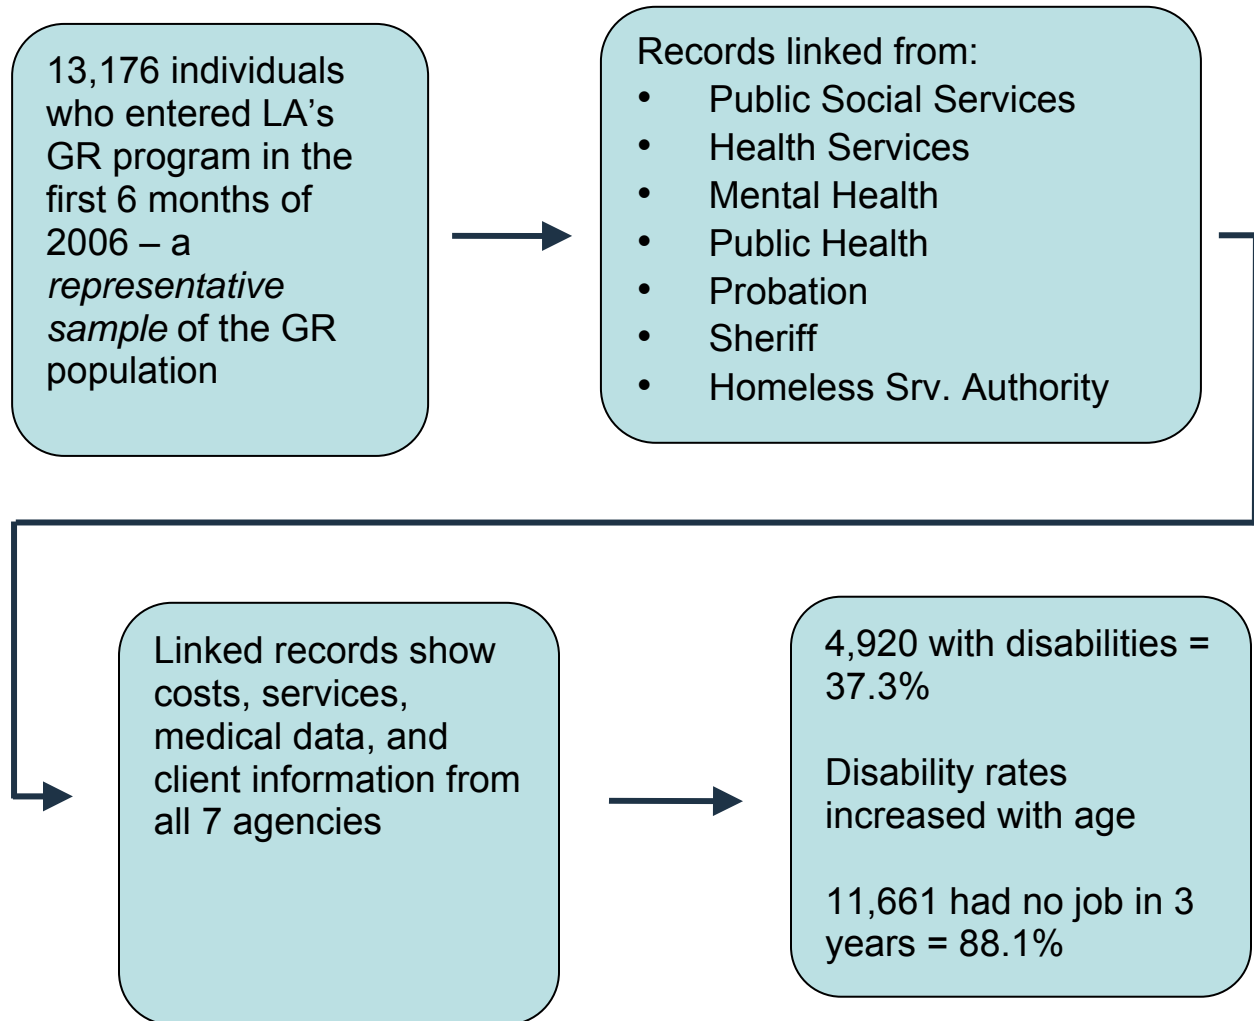 13,176 individuals
who entered LA’s
GR program in the
first 6 months of
2006 – a
representative
sample of the GR
population
Records linked from:
• Public Social Services
• Health Services
• Mental Health
• Public Health
• Probation
• Sheriff
• Homeless Srv. Authority
Linked records show
costs, services,
medical data, and
client information from
all 7 agencies
4,920 with disabilities =
37.3%
Disability rates
increased with age
11,661 had no job in 3
years = 88.1%